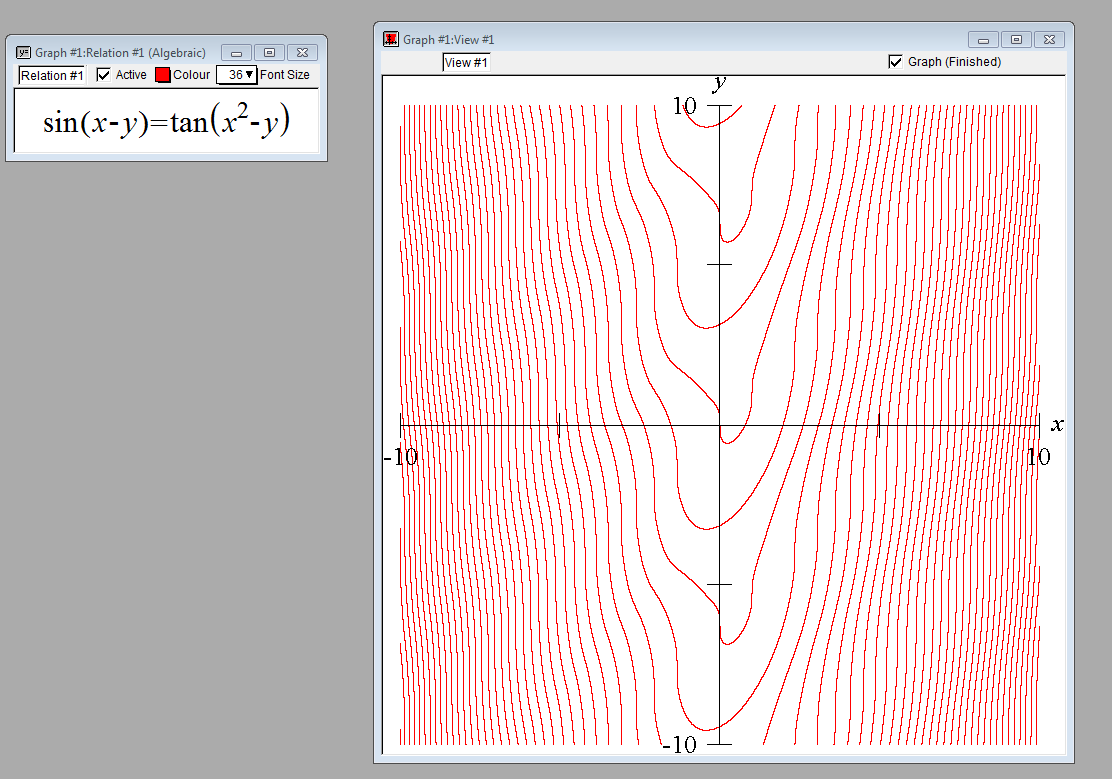 Graph #1:Relation #1 (Algebraic)
Relation #1 Active Colour 36 Font Size
sin(x-y)=tan(x²-y)
Graph #1:View #1
View #1 Graph (Finished)
y
10
x
-10 10
-10